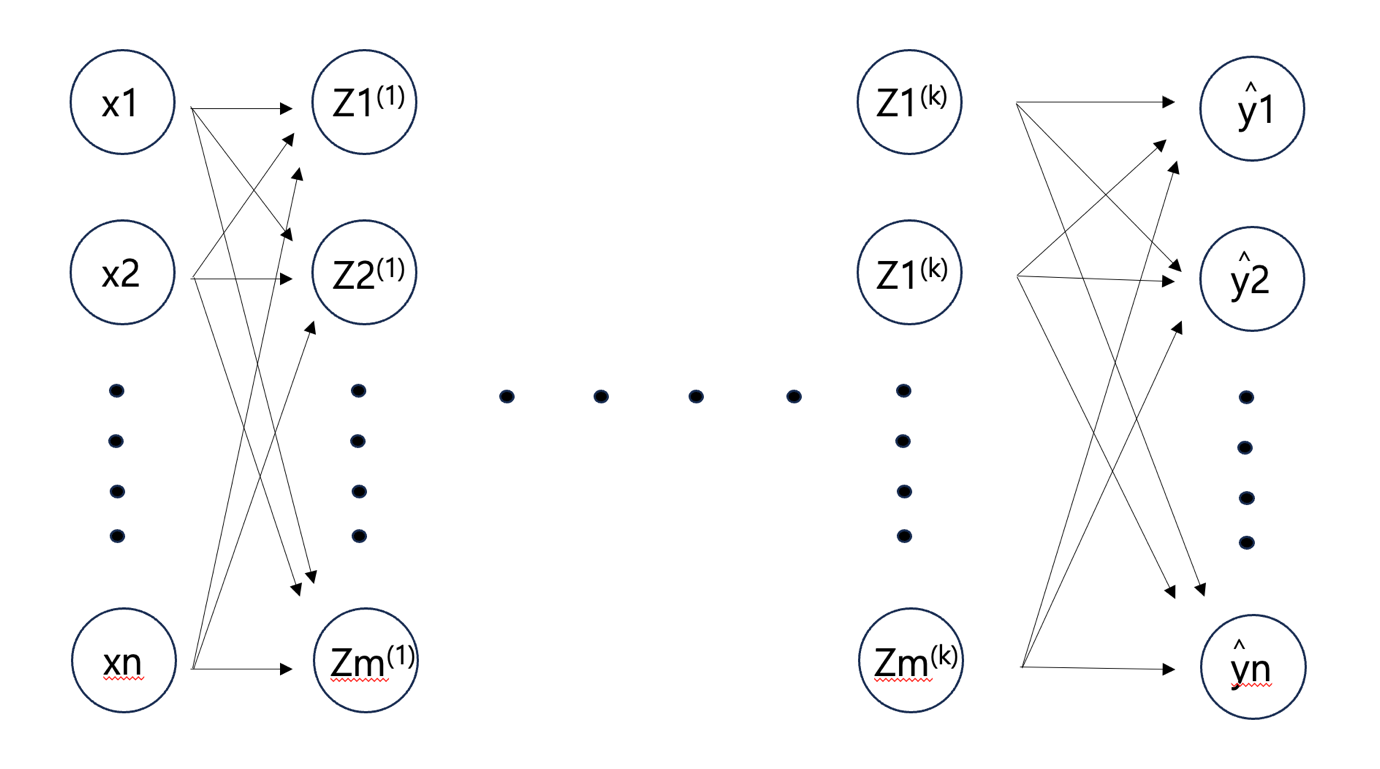 x1 Z1⁽¹⁾ Z1⁽ᵏ⁾ ŷ1
x2 Z2⁽¹⁾ Z1⁽ᵏ⁾ ŷ2
xn Zm⁽¹⁾ Zm⁽ᵏ⁾ ŷn